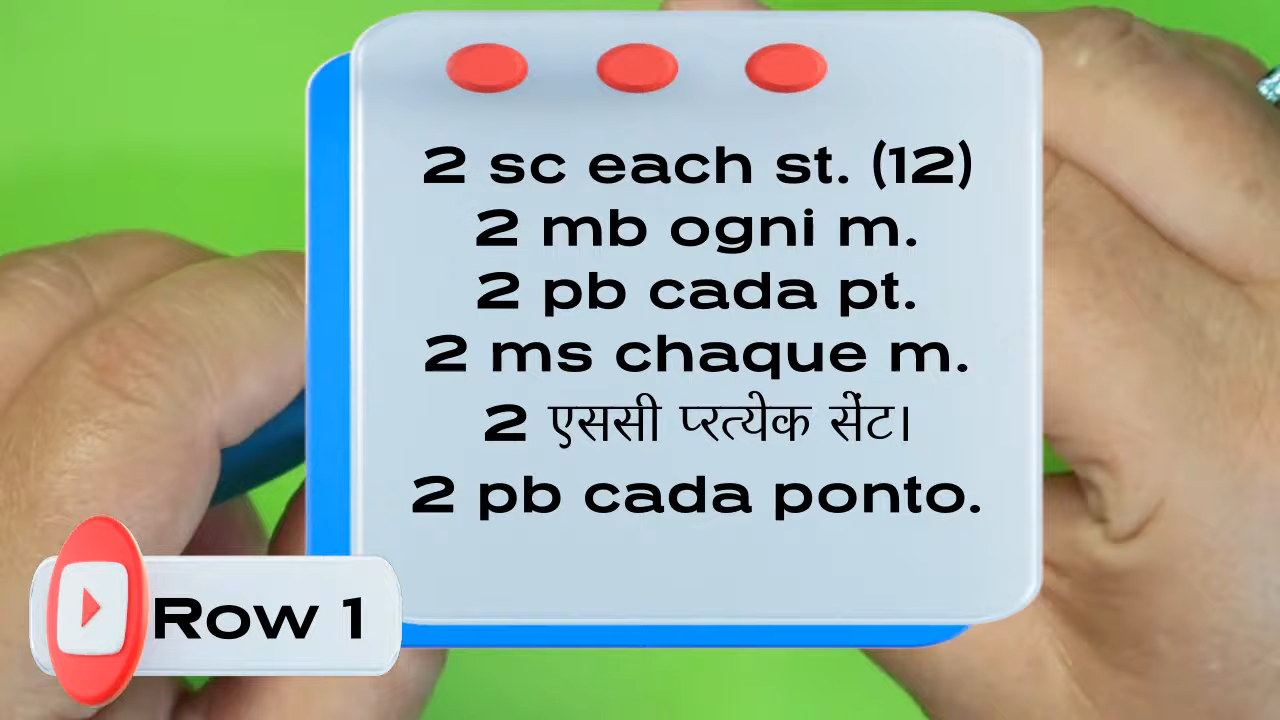 2 sc each st. (12)
2 mb ogni m.
2 pb cada pt.
2 ms chaque m.
2 एससी प्रत्येक सेंट।
2 pb cada ponto.
Row 1